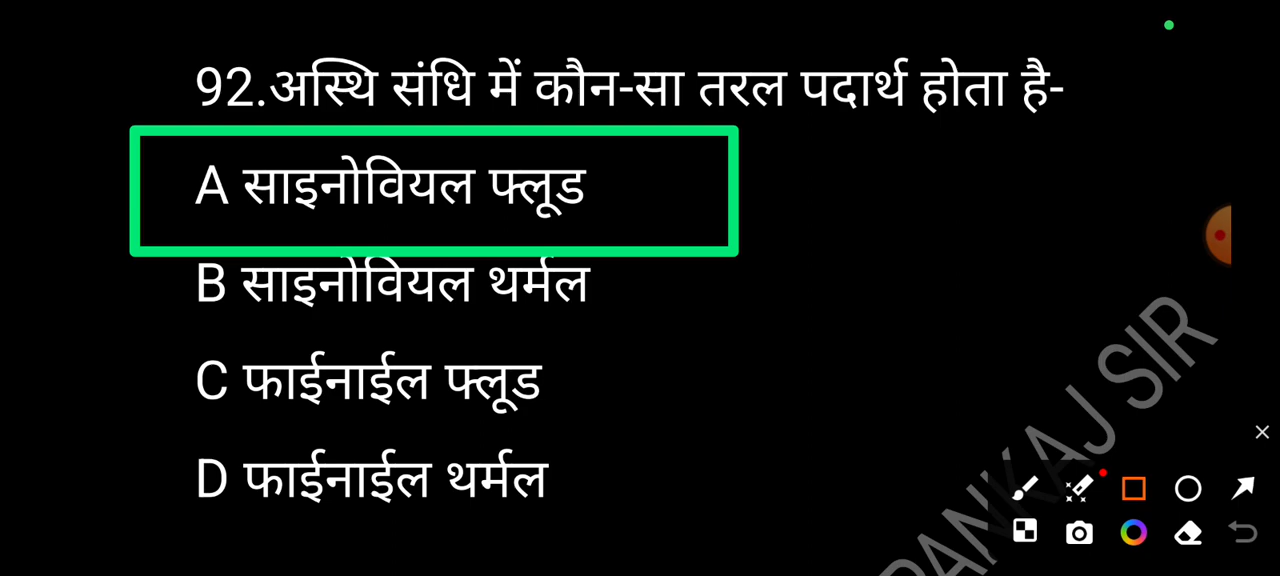 92.अस्थि संधि में कौन-सा तरल पदार्थ होता है-
A साइनोवियल फ्लूड
B साइनोवियल थर्मल
C फाईनाईल फ्लूड
D फाईनाईल थर्मल
PANKAJ SIR